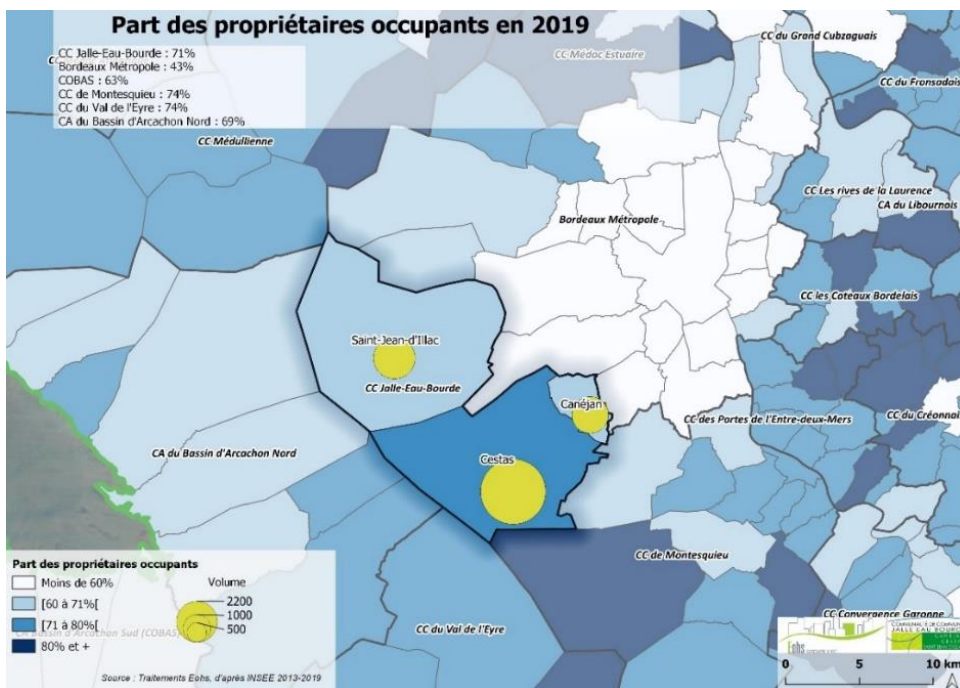 Part des propriétaires occupants en 2019
CC Jalle-Eau-Bourde : 71%
Bordeaux Métropole : 43%
COBAS : 63%
CC de Montesquieu : 74%
CC du Val de l'Eyre : 74%
CA du Bassin d'Arcachon Nord : 69%
CC Médoc Estuaire
CC du Grand Cubzaguais
CC du Fronsadais
CC Médullienne
CC Les rives de la Laurence
CA du Libournais
Bordeaux Métropole
CC les Coteaux Bordelais
Saint-Jean-d'Illac
CC Jalle-Eau-Bourde
Canéjan
CC des Portes de l'Entre-deux-Mers
CC du Créonnai
CA du Bassin d'Arcachon Nord
Cestas
CC de Montesquieu
CC du Val de l'Eyre
CC Convergence Garonne
Part des propriétaires occupants
Moins de 60%
[60 à 71%[
[71 à 80%[
80% et +
Volume
2200
1000
500
CA Bassin d'Arcachon Sud (COBAS)
Source : Traitements Eohs, d'après INSEE 2013-2019
Eohs
JALLE EAU BOURDE
0 5 10 km